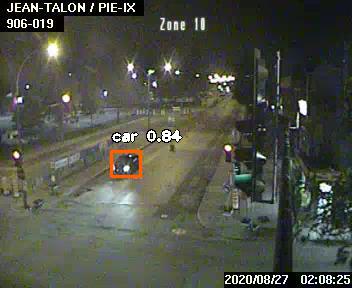 JEAN-TALON / PIE-IX
906-019
Zone 10
car 0.84
2020/08/27 02:08:25